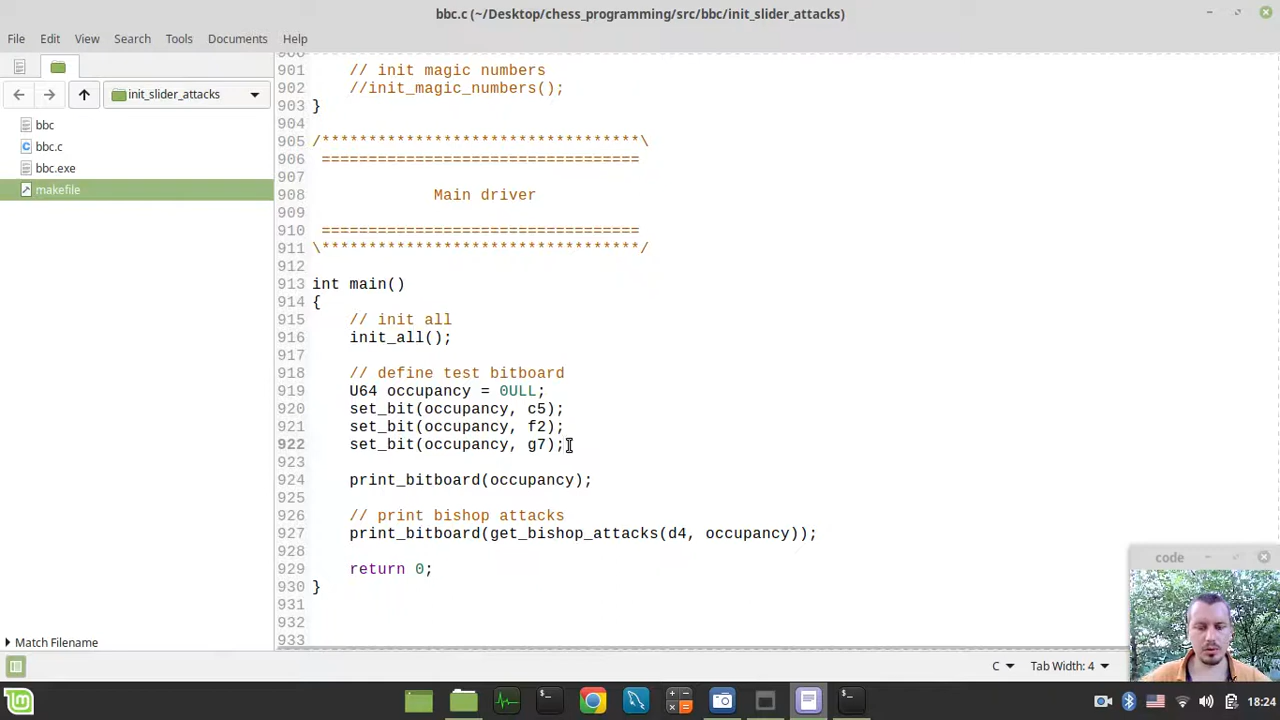 bbc.c (~/Desktop/chess_programming/src/bbc/init_slider_attacks)
File Edit View Search Tools Documents Help
init_slider_attacks
bbc
bbc.c
bbc.exe
makefile
Match Filename
901     // init magic numbers
902     //init_magic_numbers();
903 }
904
905 /**********************************\
906  ==================================
907
908             Main driver
909
910  ==================================
911 \**********************************/
912
913 int main()
914 {
915     // init all
916     init_all();
917
918     // define test bitboard
919     U64 occupancy = 0ULL;
920     set_bit(occupancy, c5);
921     set_bit(occupancy, f2);
922     set_bit(occupancy, g7);
923
924     print_bitboard(occupancy);
925
926     // print bishop attacks
927     print_bitboard(get_bishop_attacks(d4, occupancy));
928
929     return 0;
930 }
931
932
933
code
C Tab Width: 4
18:24